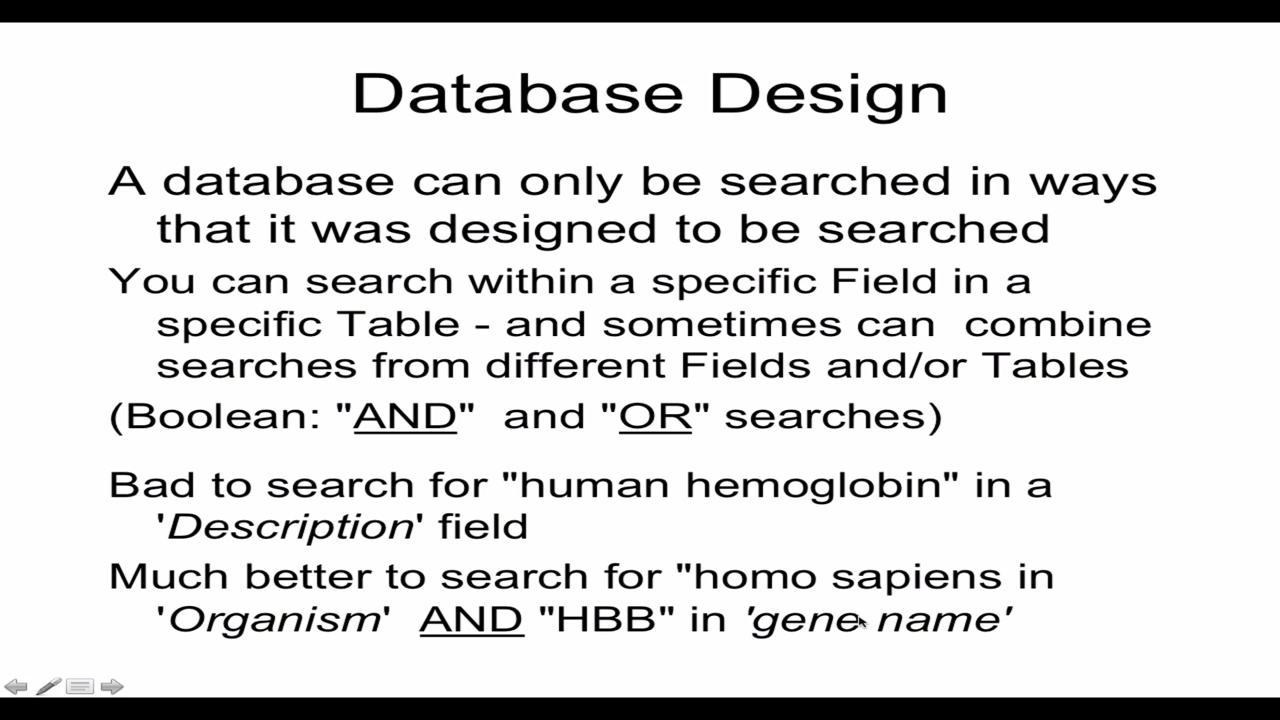 Database Design
A database can only be searched in ways
that it was designed to be searched
You can search within a specific Field in a
specific Table - and sometimes can combine
searches from different Fields and/or Tables
(Boolean: "AND" and "OR" searches)
Bad to search for "human hemoglobin" in a
'Description' field
Much better to search for "homo sapiens in
'Organism' AND "HBB" in 'gene name'